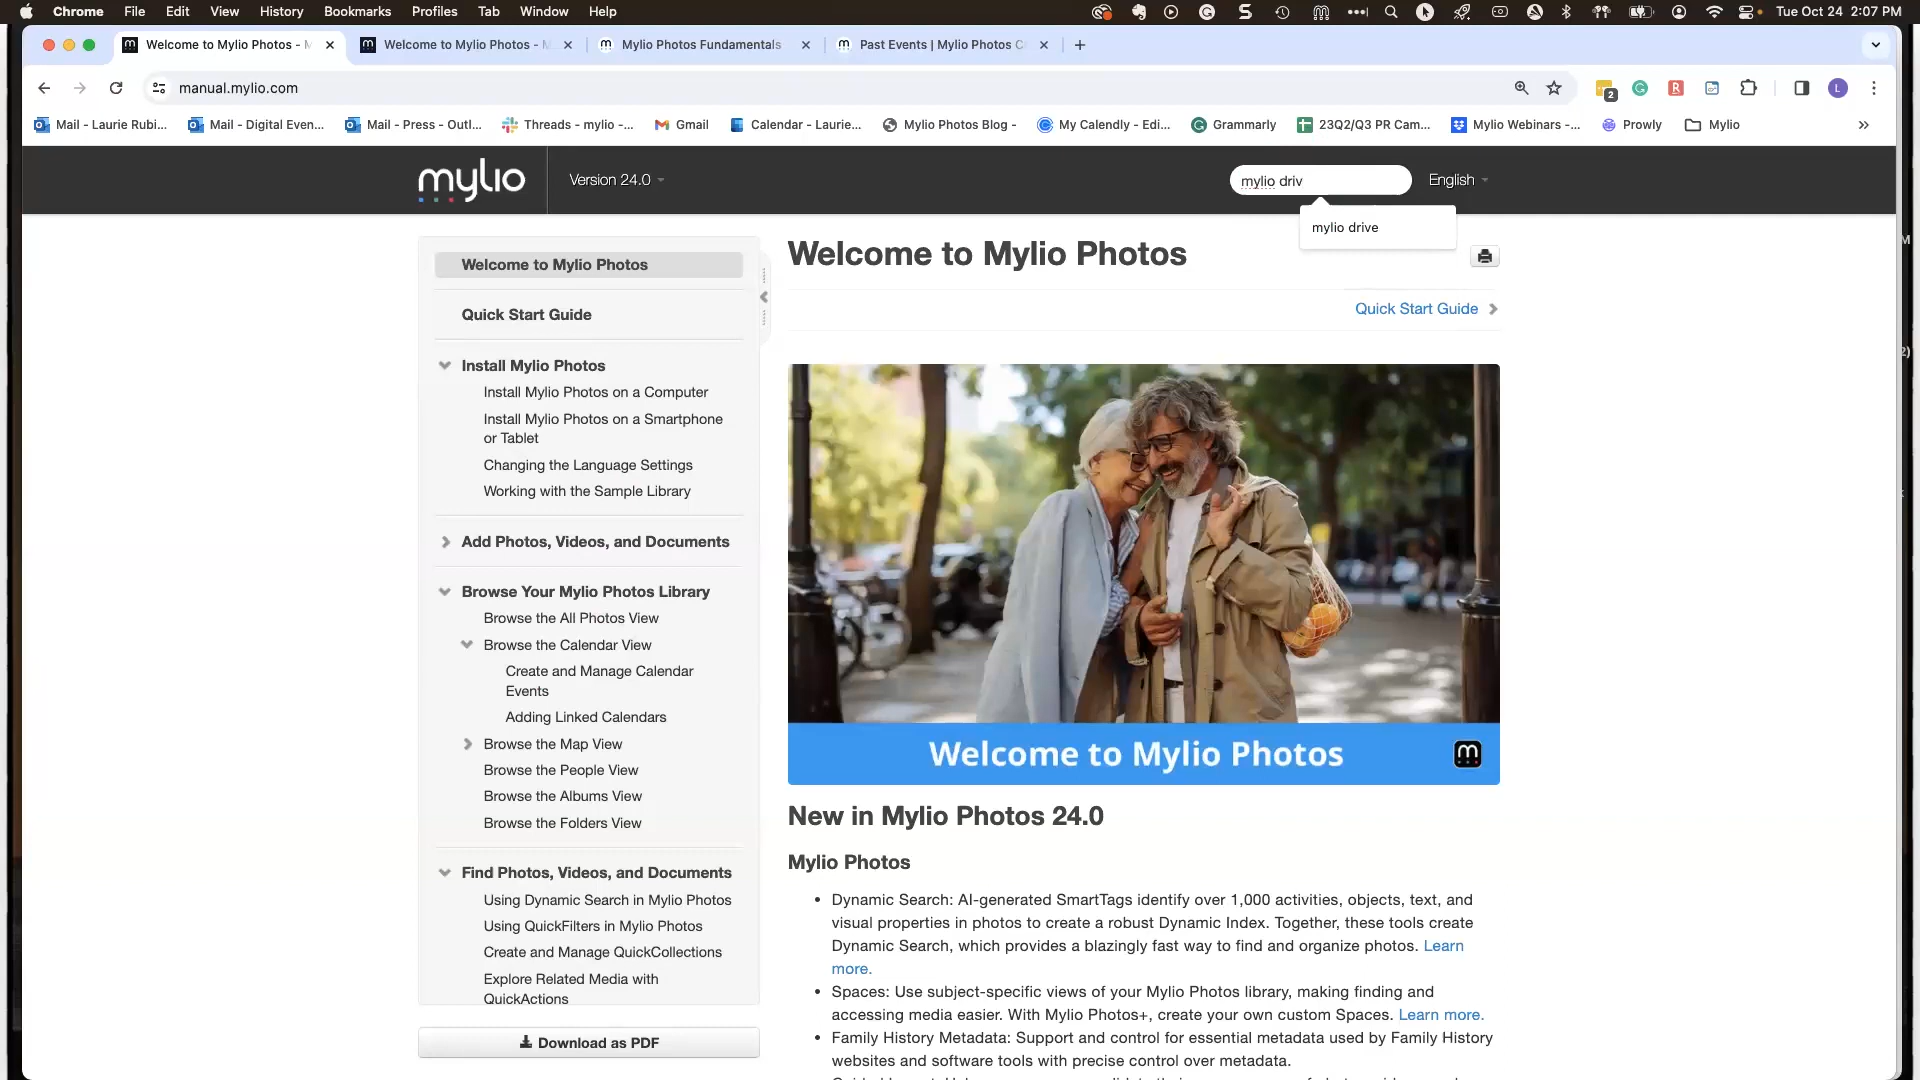 Chrome File Edit View History Bookmarks Profiles Tab Window Help Tue Oct 24 2:07 PM
Welcome to Mylio Photos - Welcome to Mylio Photos - Mylio Photos Fundamentals Past Events | Mylio Photos
manual.mylio.com 2 L
Mail - Laurie Rubi... Mail - Digital Even... Mail - Press - Outl... Threads - mylio -... Gmail Calendar - Laurie... Mylio Photos Blog - My Calendly - Edi... Grammarly 23Q2/Q3 PR Cam... Mylio Webinars -... Prowly Mylio
mylio Version 24.0 mylio driv English
mylio drive
Welcome to Mylio Photos
Quick Start Guide
Install Mylio Photos
Install Mylio Photos on a Computer
Install Mylio Photos on a Smartphone
or Tablet
Changing the Language Settings
Working with the Sample Library
Add Photos, Videos, and Documents
Browse Your Mylio Photos Library
Browse the All Photos View
Browse the Calendar View
Create and Manage Calendar
Events
Adding Linked Calendars
Browse the Map View
Browse the People View
Browse the Albums View
Browse the Folders View
Find Photos, Videos, and Documents
Using Dynamic Search in Mylio Photos
Using QuickFilters in Mylio Photos
Create and Manage QuickCollections
Explore Related Media with
QuickActions
Download as PDF
Welcome to Mylio Photos
Quick Start Guide
Welcome to Mylio Photos
New in Mylio Photos 24.0
Mylio Photos
• Dynamic Search: AI-generated SmartTags identify over 1,000 activities, objects, text, and
visual properties in photos to create a robust Dynamic Index. Together, these tools create
Dynamic Search, which provides a blazingly fast way to find and organize photos. Learn
more.
• Spaces: Use subject-specific views of your Mylio Photos library, making finding and
accessing media easier. With Mylio Photos+, create your own custom Spaces. Learn more.
• Family History Metadata: Support and control for essential metadata used by Family History
websites and software tools with precise control over metadata.